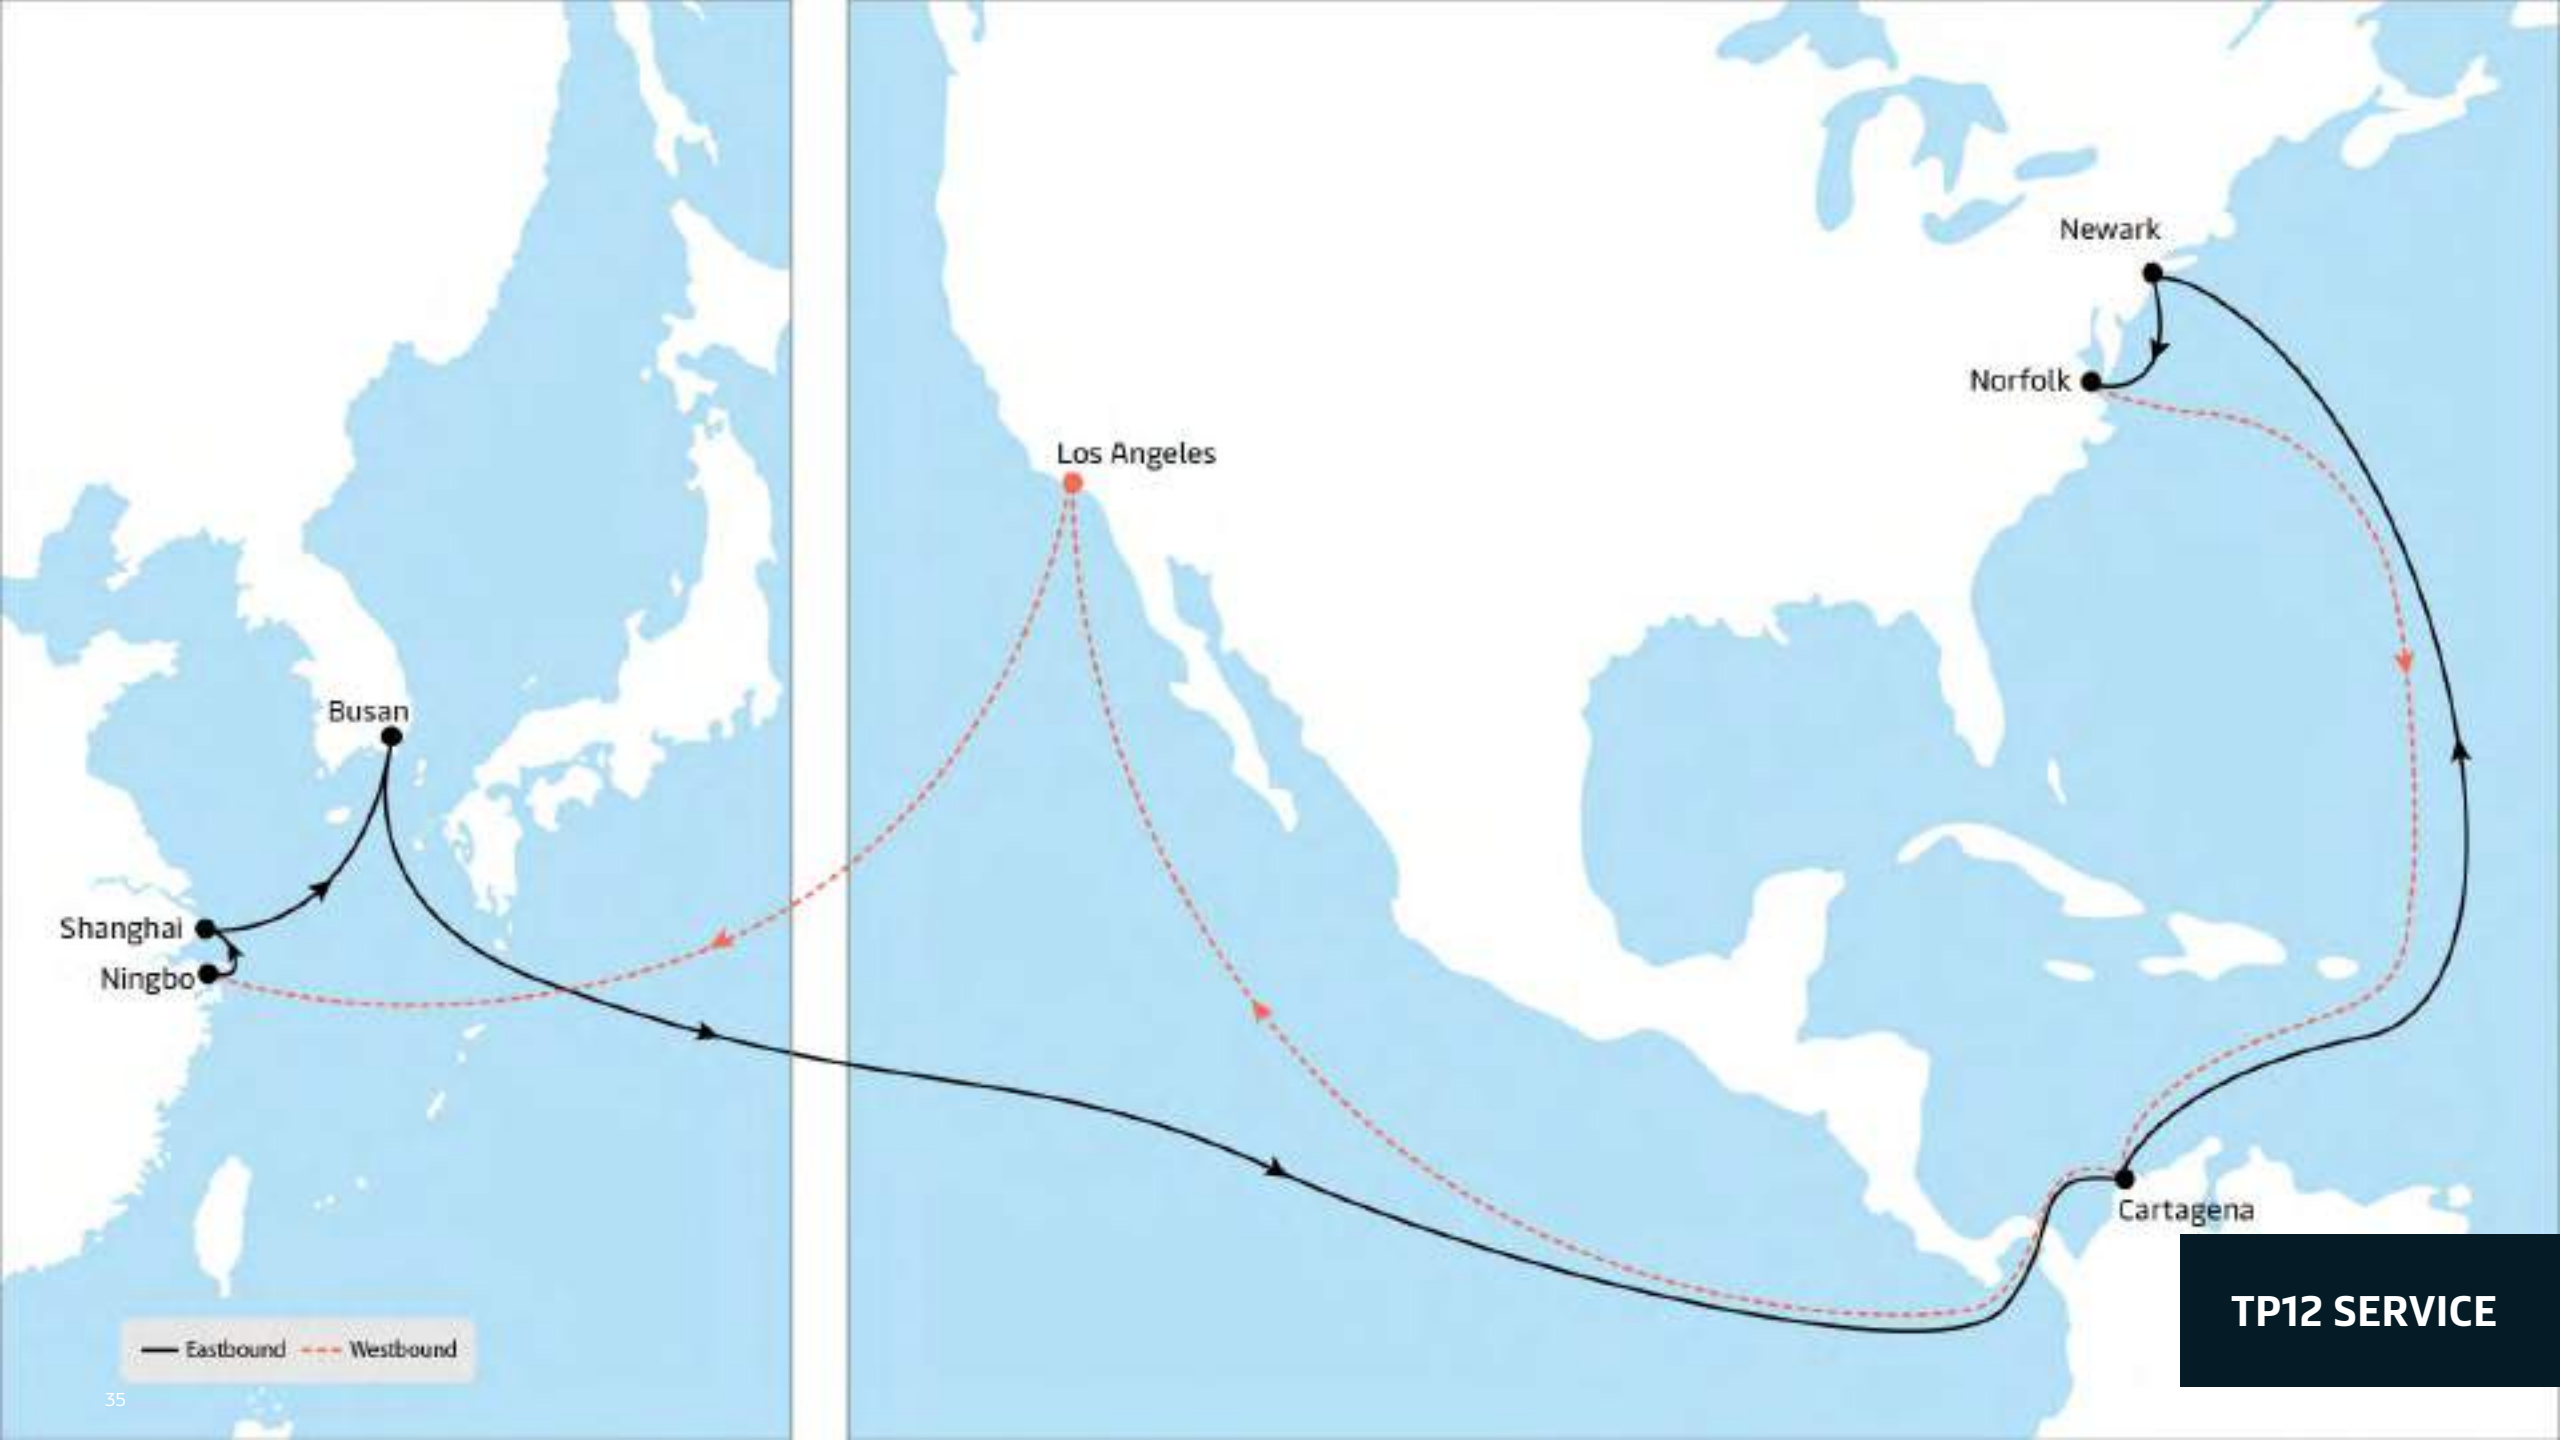 Newark
Norfolk
Los Angeles
Busan
Shanghai
Ningbo
Cartagena
TP12 SERVICE
Eastbound
Westbound
35